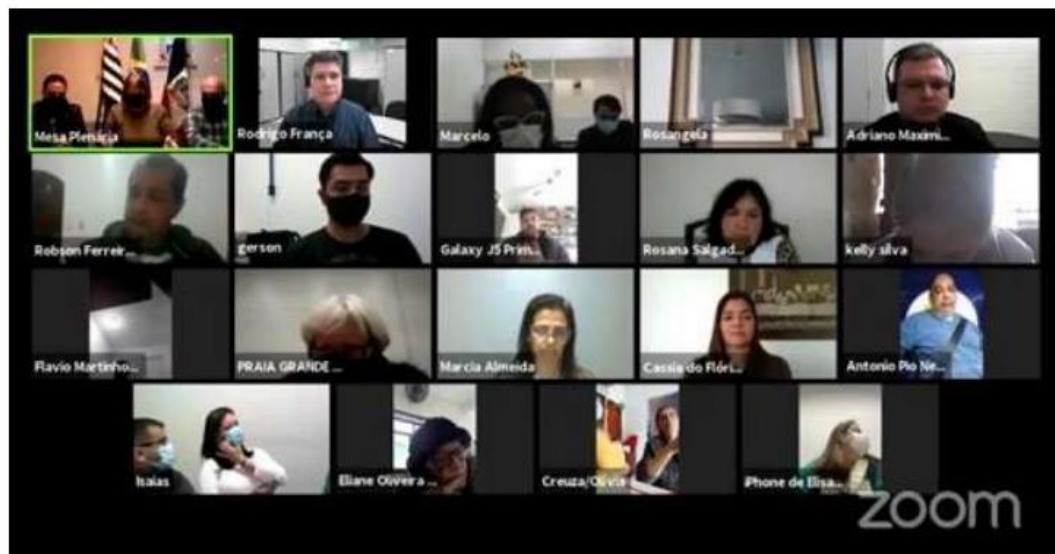 Mesa Plenária
Rodrigo França
Marcelo
Rosangela
Adriano Maximi...
Robson Ferreir...
gerson
Galaxy J5 Prim...
Rosana Salgad...
kelly silva
Flavio Martinho...
PRAIA GRANDE ...
Marcia Almeida
Cassia do Flóri...
Antonio Pio Ne...
Isaias
Eliane Oliveira ...
Creuza/Olivia
iPhone de Elisa...
zoom